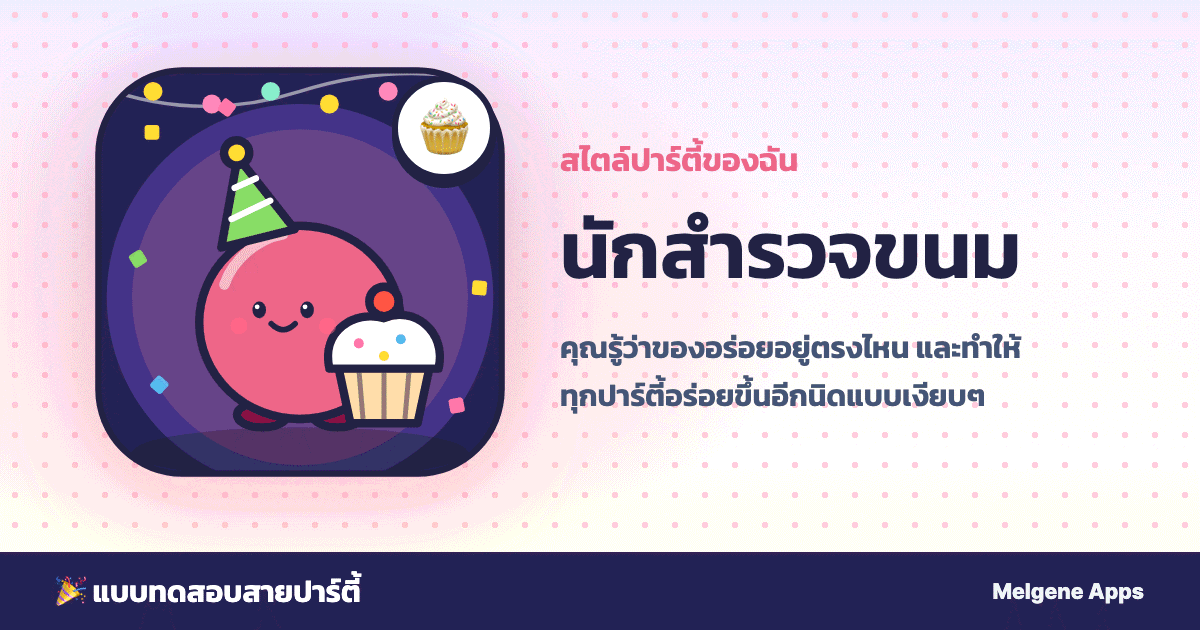 สไตล์ปาร์ตี้ของฉัน
นักสำรวจขนม
คุณรู้ว่าของอร่อยอยู่ตรงไหน และทำให้
ทุกปาร์ตี้อร่อยขึ้นอีกนิดแบบเงียบๆ
🎉 แบบทดสอบสายปาร์ตี้
Melgene Apps